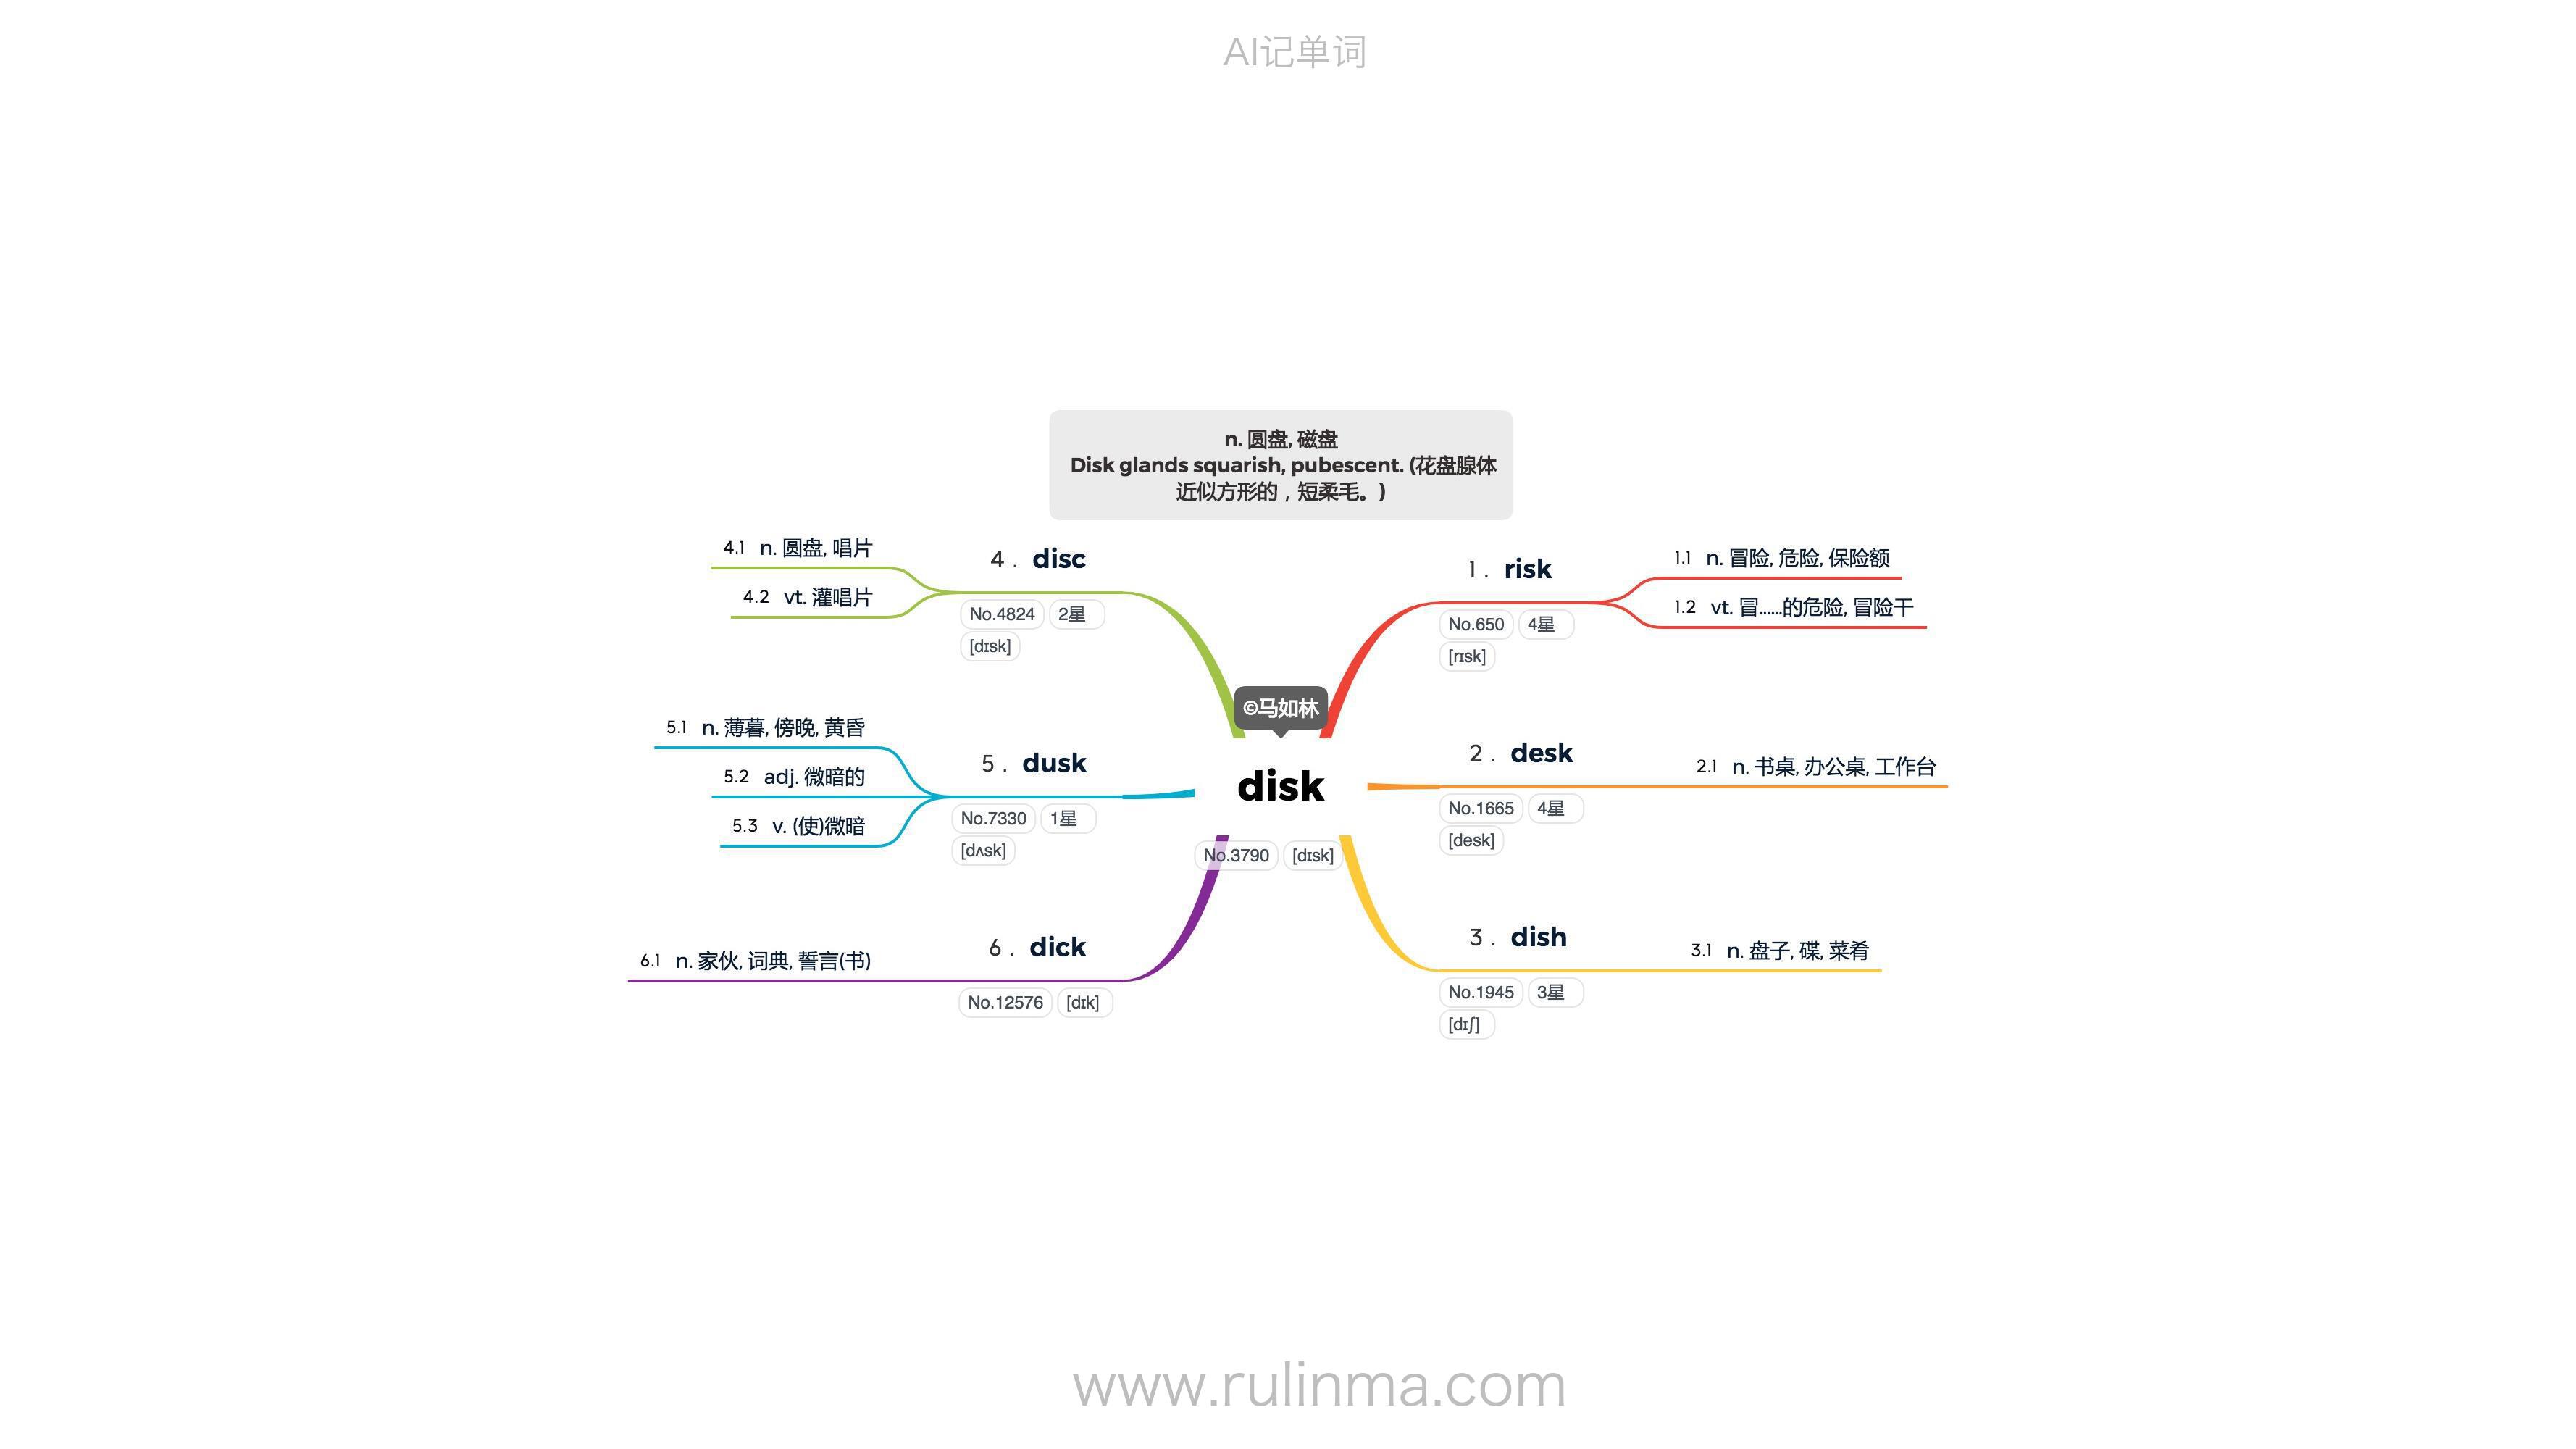 AI记单词
n. 圆盘, 磁盘
Disk glands squarish, pubescent. (花盘腺体
近似方形的，短柔毛。)
©马如林
disk
No.3790 [dɪsk]
1. risk
No.650 4星
[rɪsk]
1.1 n. 冒险, 危险, 保险额
1.2 vt. 冒……的危险, 冒险干
2. desk
No.1665 4星
[desk]
2.1 n. 书桌, 办公桌, 工作台
3. dish
No.1945 3星
[dɪʃ]
3.1 n. 盘子, 碟, 菜肴
4. disc
No.4824 2星
[dɪsk]
4.1 n. 圆盘, 唱片
4.2 vt. 灌唱片
5. dusk
No.7330 1星
[dʌsk]
5.1 n. 薄暮, 傍晚, 黄昏
5.2 adj. 微暗的
5.3 v. (使)微暗
6. dick
No.12576 [dɪk]
6.1 n. 家伙, 词典, 誓言(书)
www.rulinma.com